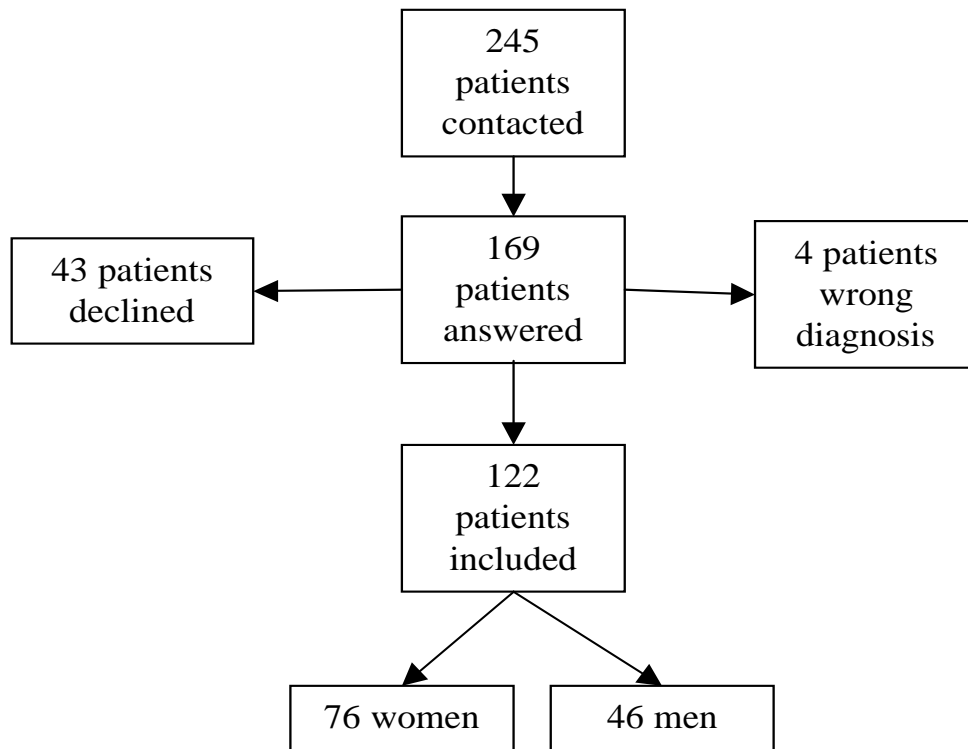 245
patients
contacted
43 patients
declined
169
patients
answered
4 patients
wrong
diagnosis
122
patients
included
76 women
46 men